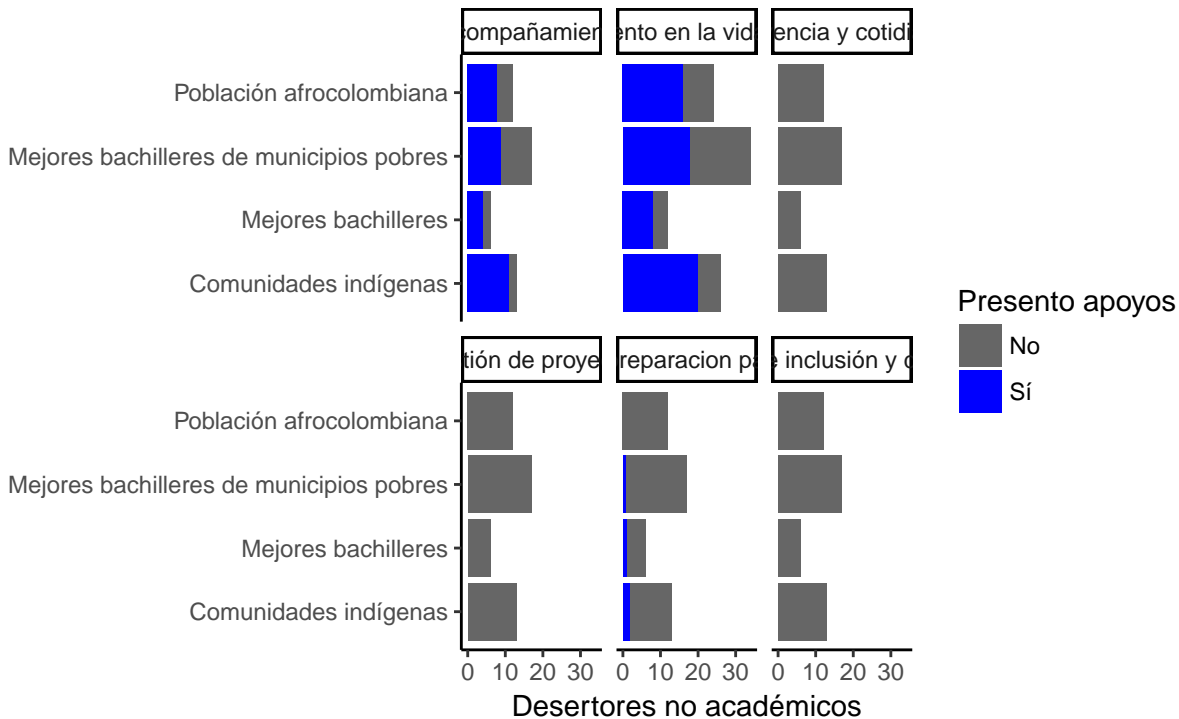 ompañamien ento en la vid encia y cotidi
Población afrocolombiana
Mejores bachilleres de municipios pobres
Mejores bachilleres
Comunidades indígenas
Presento apoyos
No
Sí
tión de proye reparacion pa e inclusión y c
Población afrocolombiana
Mejores bachilleres de municipios pobres
Mejores bachilleres
Comunidades indígenas
0 10 20 30 0 10 20 30 0 10 20 30
Desertores no académicos